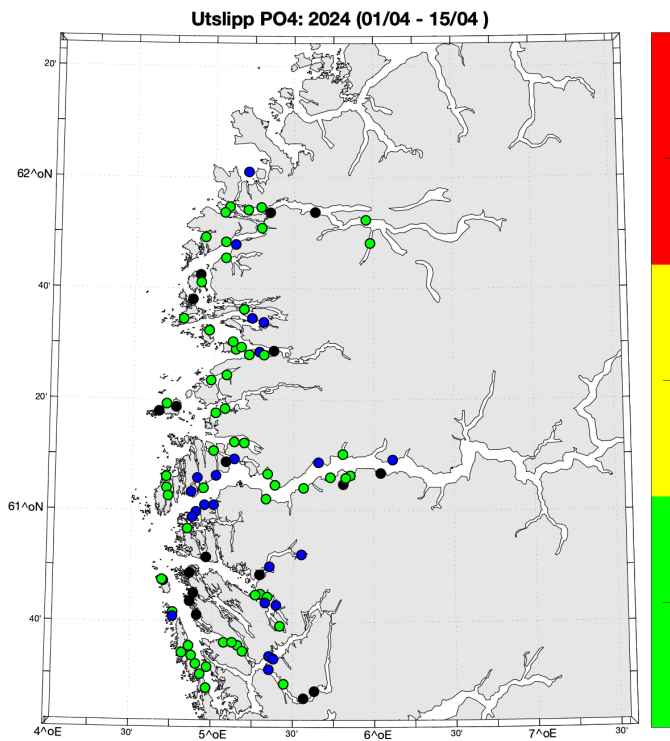 Utslipp PO4: 2024 (01/04 - 15/04 )
20'
62^oN
40'
20'
61^oN
40'
4^oE
30'
5^oE
30'
6^oE
30'
7^oE
30'